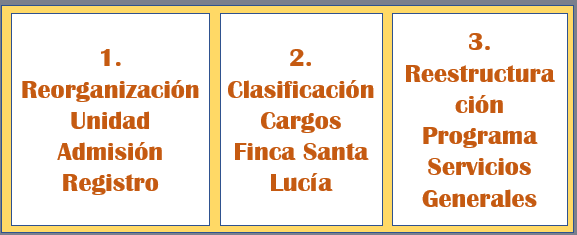 1.
Reorganización
Unidad
Admisión
Registro
2.
Clasificación
Cargos
Finca Santa
Lucía
3.
Reestructura
ción
Programa
Servicios
Generales